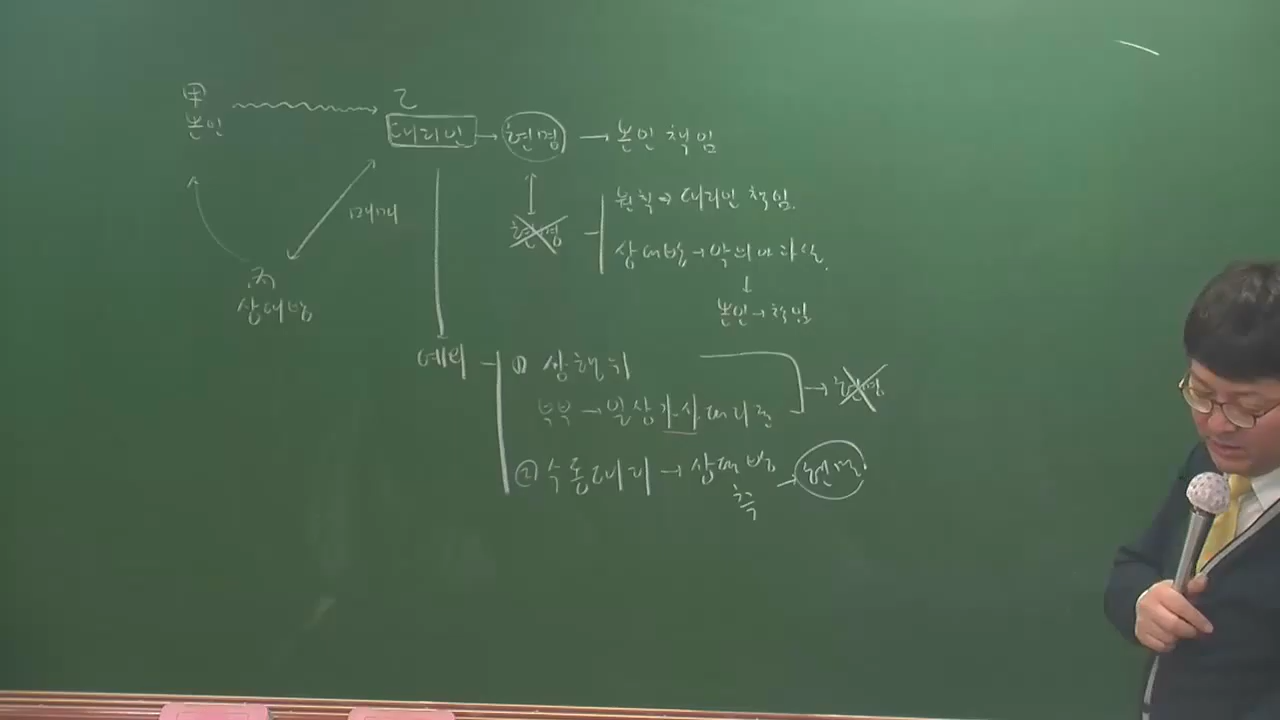 甲 乙
본인 대리인 → 현명 → 본인 책임
매매
현명
원칙 → 대리인 책임.
상대방 → 악의 or 과실.
↓
본인 → 책임
丙
상대방
예외
① 상행위
부부 → 일상가사대리권
→ 현명
② 수동대리 → 상대방 측 → 현명